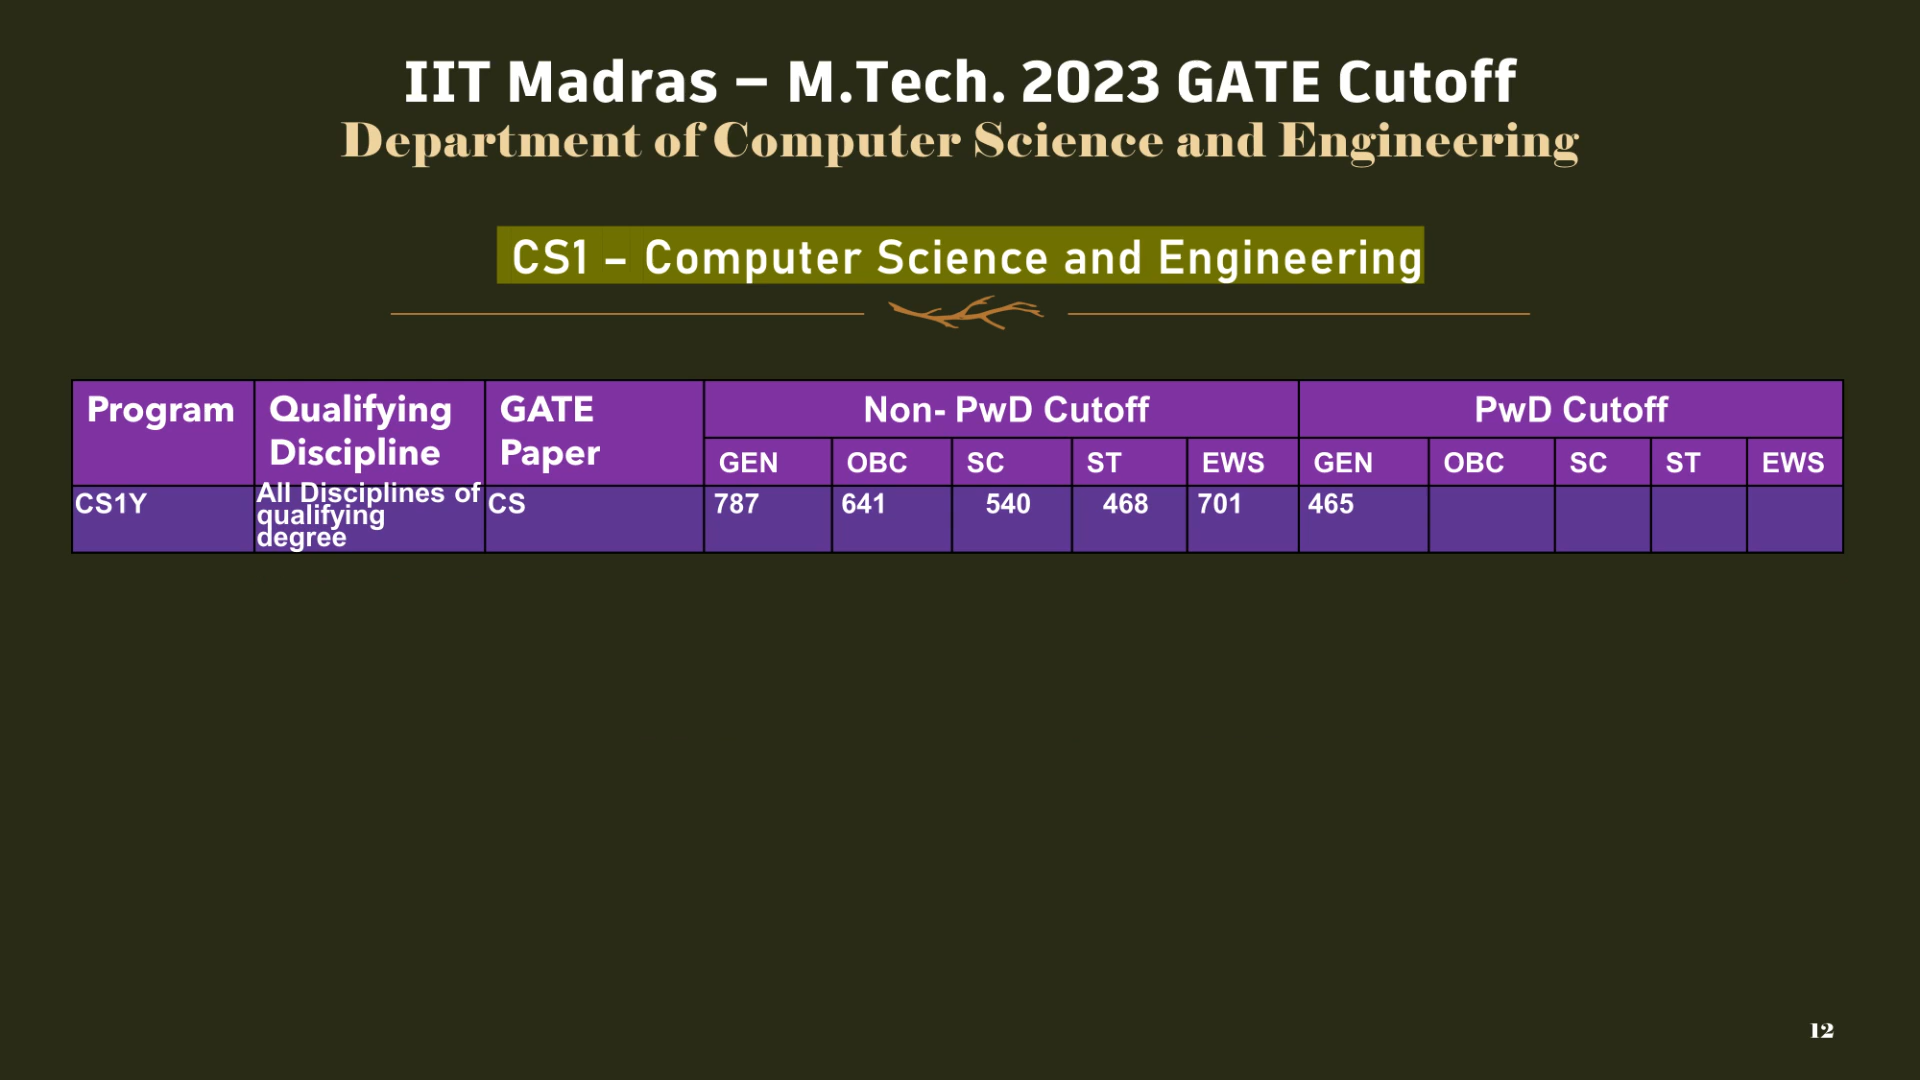 IIT Madras – M.Tech. 2023 GATE Cutoff
Department of Computer Science and Engineering
CS1 – Computer Science and Engineering
Program Qualifying Discipline GATE Paper Non- PwD Cutoff PwD Cutoff
GEN OBC SC ST EWS GEN OBC SC ST EWS
CS1Y All Disciplines of qualifying degree CS 787 641 540 468 701 465
12